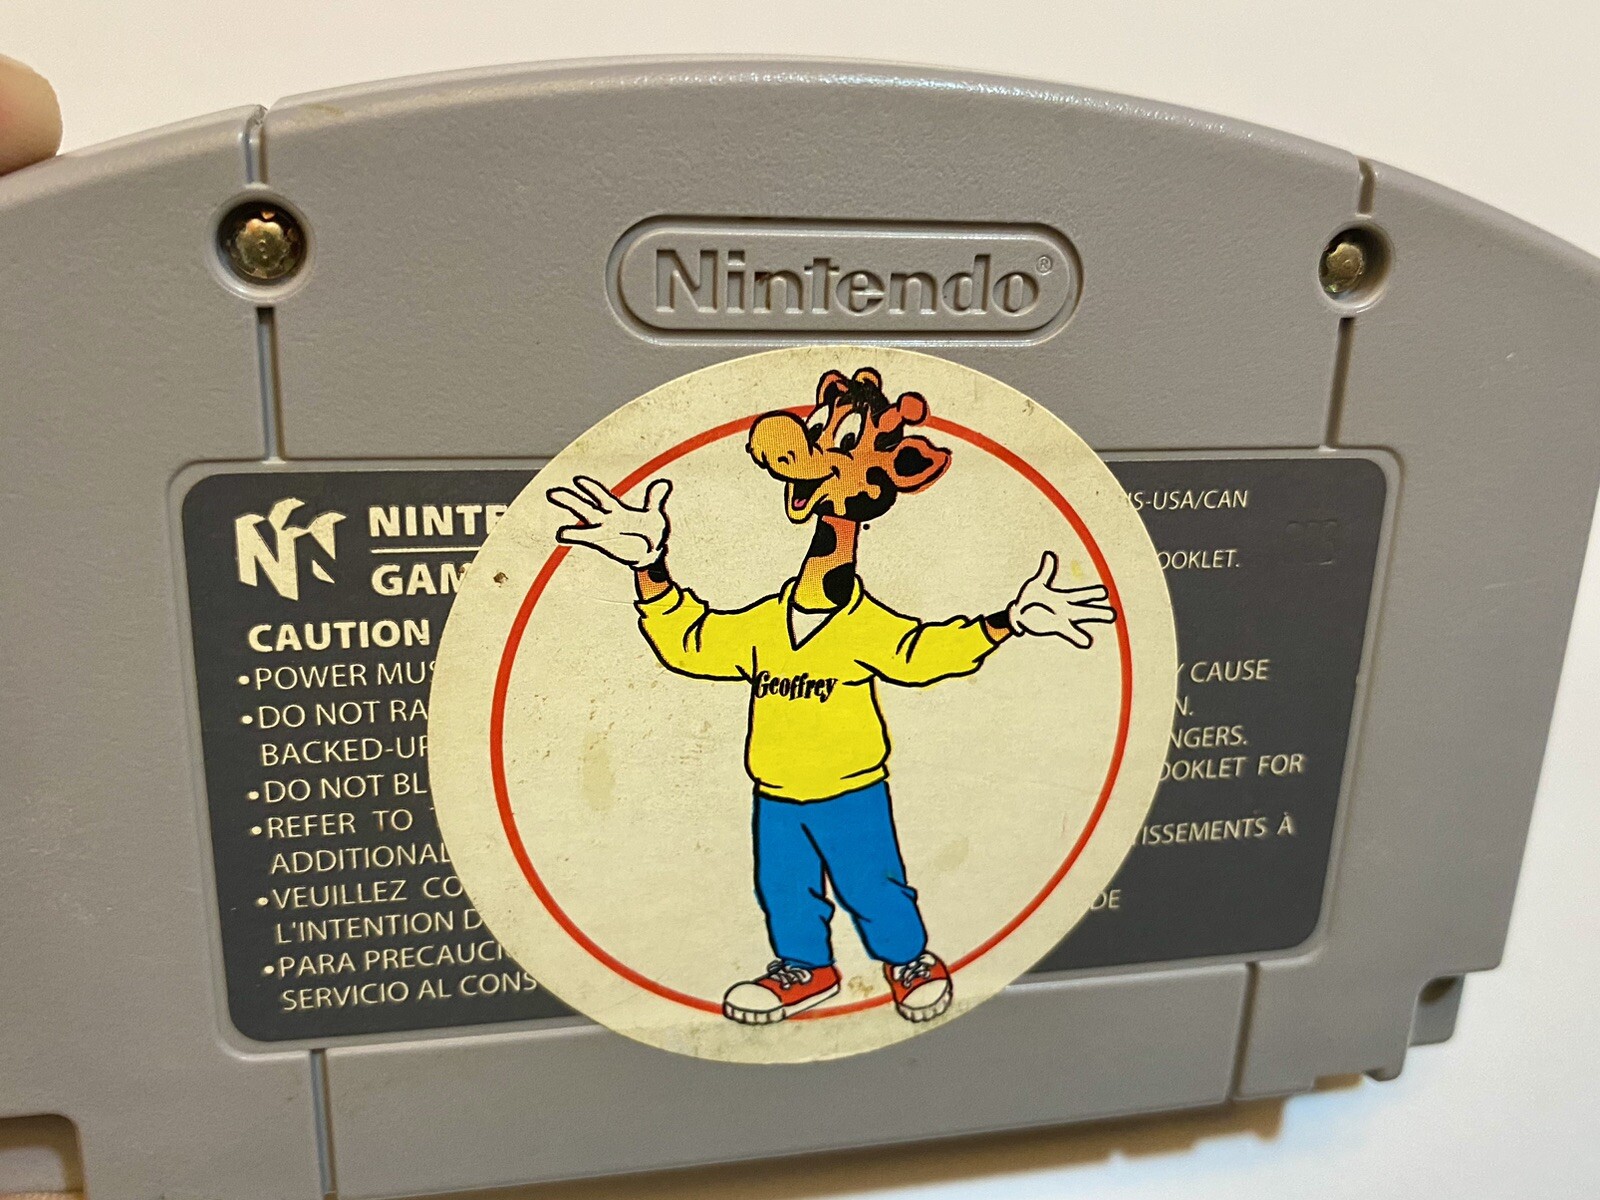 Nintendo®
NINTE
GAM
CAUTION
•POWER MUS
•DO NOT RA
BACKED-UP
•DO NOT BL
•REFER TO
ADDITIONAL
•VEUILLEZ CO
L'INTENTION D
•PARA PRECAUCI
SERVICIO AL CONS
Geoffrey
S-USA/CAN
OOKLET.
Y CAUSE
N.
NGERS.
OOKLET FOR
ISSEMENTS À
DE